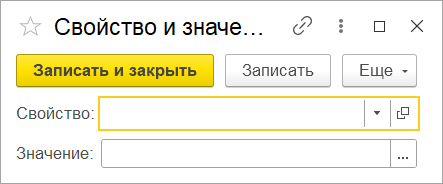 Свойство и значе...
Записать и закрыть Записать Еще
Свойство:
Значение: ...